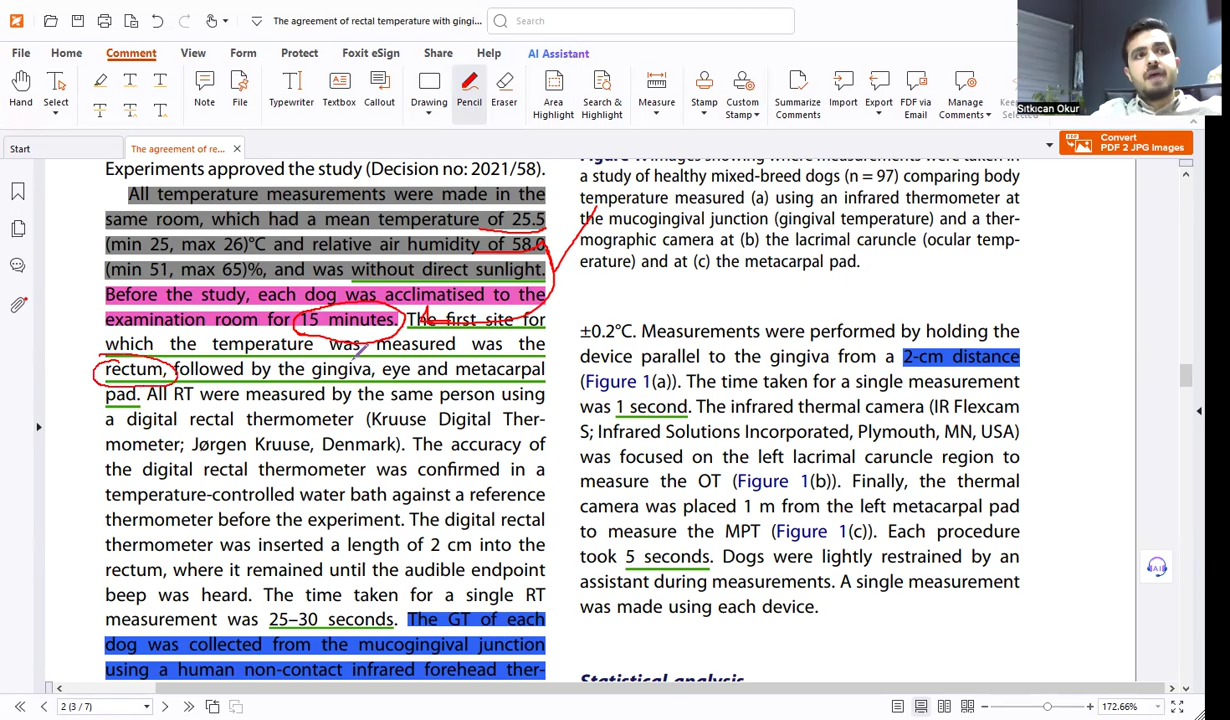 The agreement of rectal temperature with gingi...
Search
File
Home
Comment
View
Form
Protect
Foxit eSign
Share
Help
AI Assistant
Hand
Select
Note
File
Typewriter
Textbox
Callout
Drawing
Pencil
Eraser
Area
Highlight
Search &
Highlight
Measure
Stamp
Custom
Stamp
Summarize
Comments
Import
Export
FDF via
Email
Manage
Comments
Keep
Selected
Sıtkıcan Okur
Start
The agreement of re...
Convert
PDF 2 JPG Images
Experiments approved the study (Decision no: 2021/58).
All temperature measurements were made in the
same room, which had a mean temperature of 25.5
(min 25, max 26)°C and relative air humidity of 58.0
(min 51, max 65)%, and was without direct sunlight.
Before the study, each dog was acclimatised to the
examination room for 15 minutes. The first site for
which the temperature was measured was the
rectum, followed by the gingiva, eye and metacarpal
pad. All RT were measured by the same person using
a digital rectal thermometer (Kruuse Digital Ther-
mometer; Jørgen Kruuse, Denmark). The accuracy of
the digital rectal thermometer was confirmed in a
temperature-controlled water bath against a reference
thermometer before the experiment. The digital rectal
thermometer was inserted a length of 2 cm into the
rectum, where it remained until the audible endpoint
beep was heard. The time taken for a single RT
measurement was 25–30 seconds. The GT of each
dog was collected from the mucogingival junction
using a human non-contact infrared forehead ther-
images showing where measurements were taken in
a study of healthy mixed-breed dogs (n = 97) comparing body
temperature measured (a) using an infrared thermometer at
the mucogingival junction (gingival temperature) and a ther-
mographic camera at (b) the lacrimal caruncle (ocular temp-
erature) and at (c) the metacarpal pad.
±0.2°C. Measurements were performed by holding the
device parallel to the gingiva from a 2-cm distance
(Figure 1(a)). The time taken for a single measurement
was 1 second. The infrared thermal camera (IR Flexcam
S; Infrared Solutions Incorporated, Plymouth, MN, USA)
was focused on the left lacrimal caruncle region to
measure the OT (Figure 1(b)). Finally, the thermal
camera was placed 1 m from the left metacarpal pad
to measure the MPT (Figure 1(c)). Each procedure
took 5 seconds. Dogs were lightly restrained by an
assistant during measurements. A single measurement
was made using each device.
Statistical analysis
2 (3 / 7)
172.66%